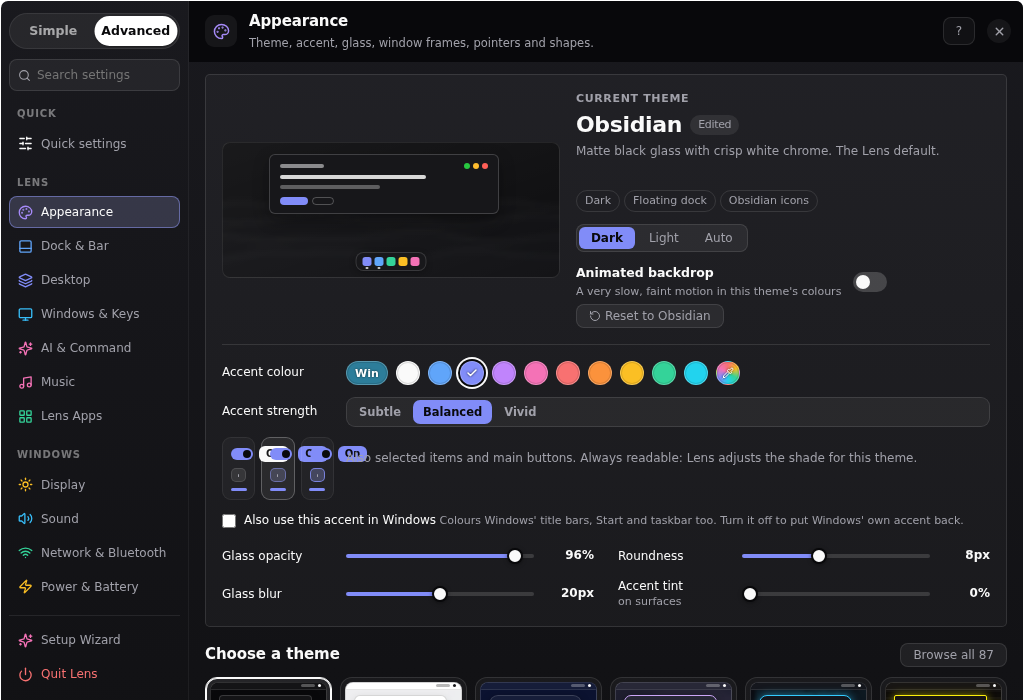 Simple
Advanced
Search settings
QUICK
Quick settings
LENS
Appearance
Dock & Bar
Desktop
Windows & Keys
AI & Command
Music
Lens Apps
WINDOWS
Display
Sound
Network & Bluetooth
Power & Battery
Setup Wizard
Quit Lens
Appearance
Theme, accent, glass, window frames, pointers and shapes.
?
CURRENT THEME
Obsidian Edited
Matte black glass with crisp white chrome. The Lens default.
Dark Floating dock Obsidian icons
Dark Light Auto
Animated backdrop
A very slow, faint motion in this theme's colours
Reset to Obsidian
Accent colour
Win
Accent strength
Subtle Balanced Vivid
selected items and main buttons. Always readable: Lens adjusts the shade for this theme.
Also use this accent in Windows Colours Windows' title bars, Start and taskbar too. Turn it off to put Windows' own accent back.
Glass opacity 96%
Roundness 8px
Glass blur 20px
Accent tint 0%
on surfaces
Choose a theme
Browse all 87